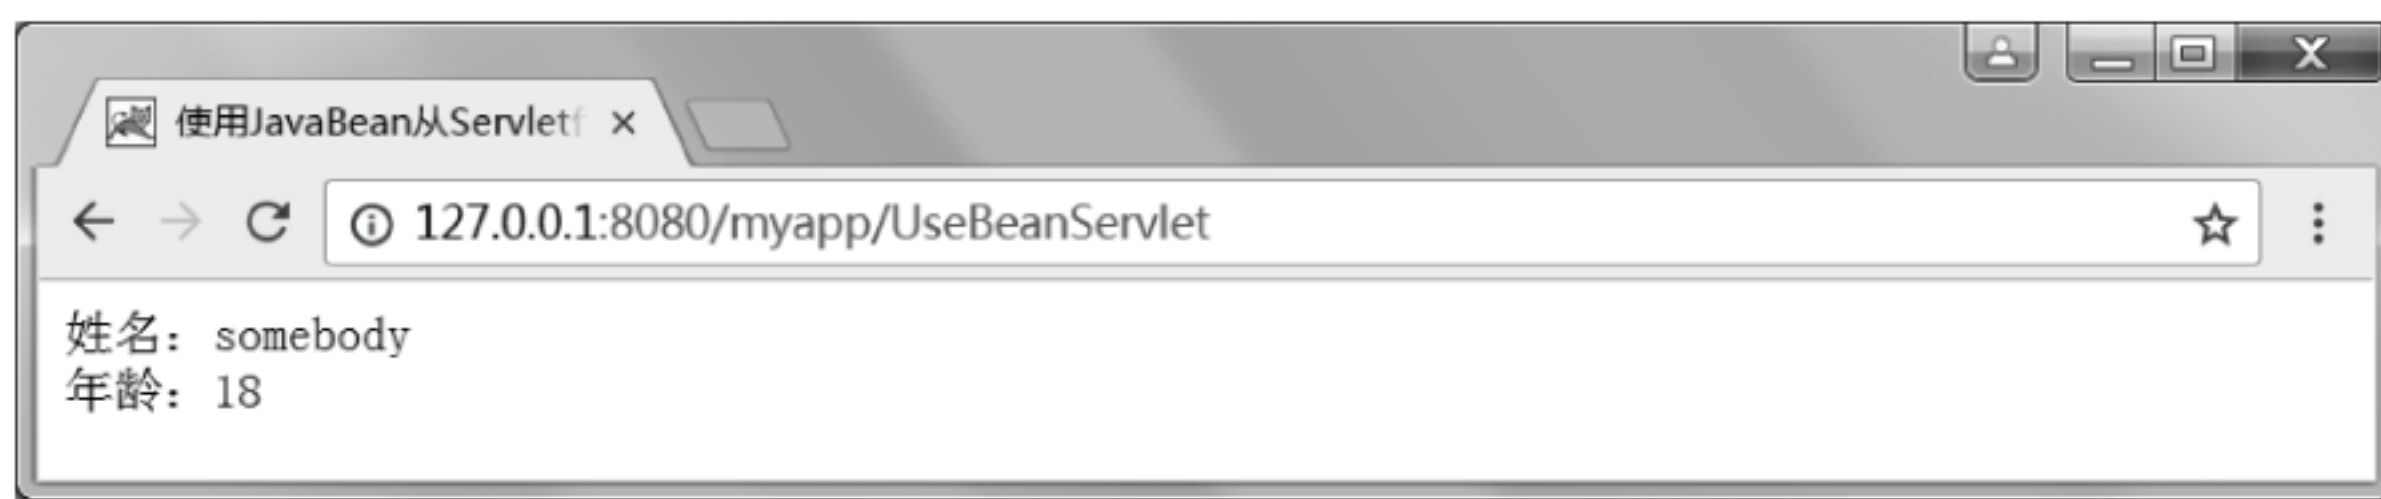 使用JavaBean从Servlet
127.0.0.1:8080/myapp/UseBeanServlet
姓名：somebody
年龄：18